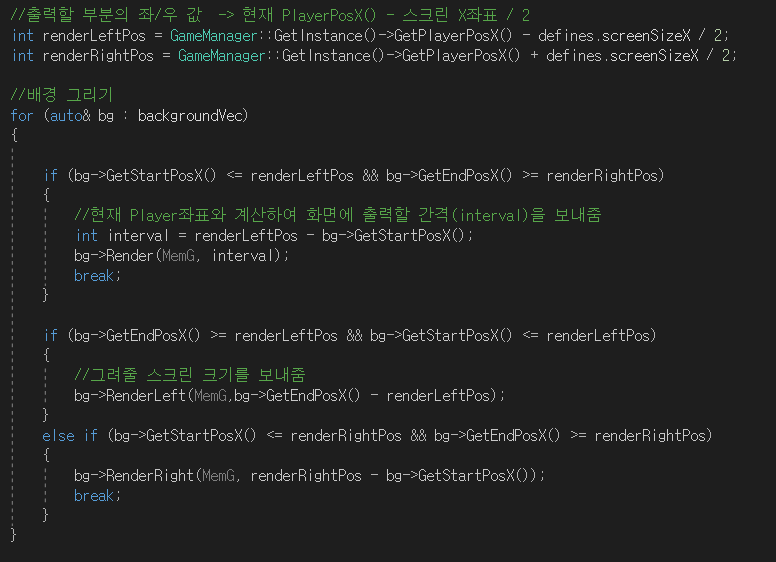 //출력할 부분의 좌/우 값  -> 현재 PlayerPosX() - 스크린 X좌표 / 2
int renderLeftPos = GameManager::GetInstance()->GetPlayerPosX() - defines.screenSizeX / 2;
int renderRightPos = GameManager::GetInstance()->GetPlayerPosX() + defines.screenSizeX / 2;

//배경 그리기
for (auto& bg : backgroundVec)
{

    if (bg->GetStartPosX() <= renderLeftPos && bg->GetEndPosX() >= renderRightPos)
    {
        //현재 Player좌표와 계산하여 화면에 출력할 간격(interval)을 보내줌
        int interval = renderLeftPos - bg->GetStartPosX();
        bg->Render(MemG, interval);
        break;
    }

    if (bg->GetEndPosX() >= renderLeftPos && bg->GetStartPosX() <= renderLeftPos)
    {
        //그려줄 스크린 크기를 보내줌
        bg->RenderLeft(MemG,bg->GetEndPosX() - renderLeftPos);
    }
    else if (bg->GetStartPosX() <= renderRightPos && bg->GetEndPosX() >= renderRightPos)
    {
        bg->RenderRight(MemG, renderRightPos - bg->GetStartPosX());
        break;
    }
}